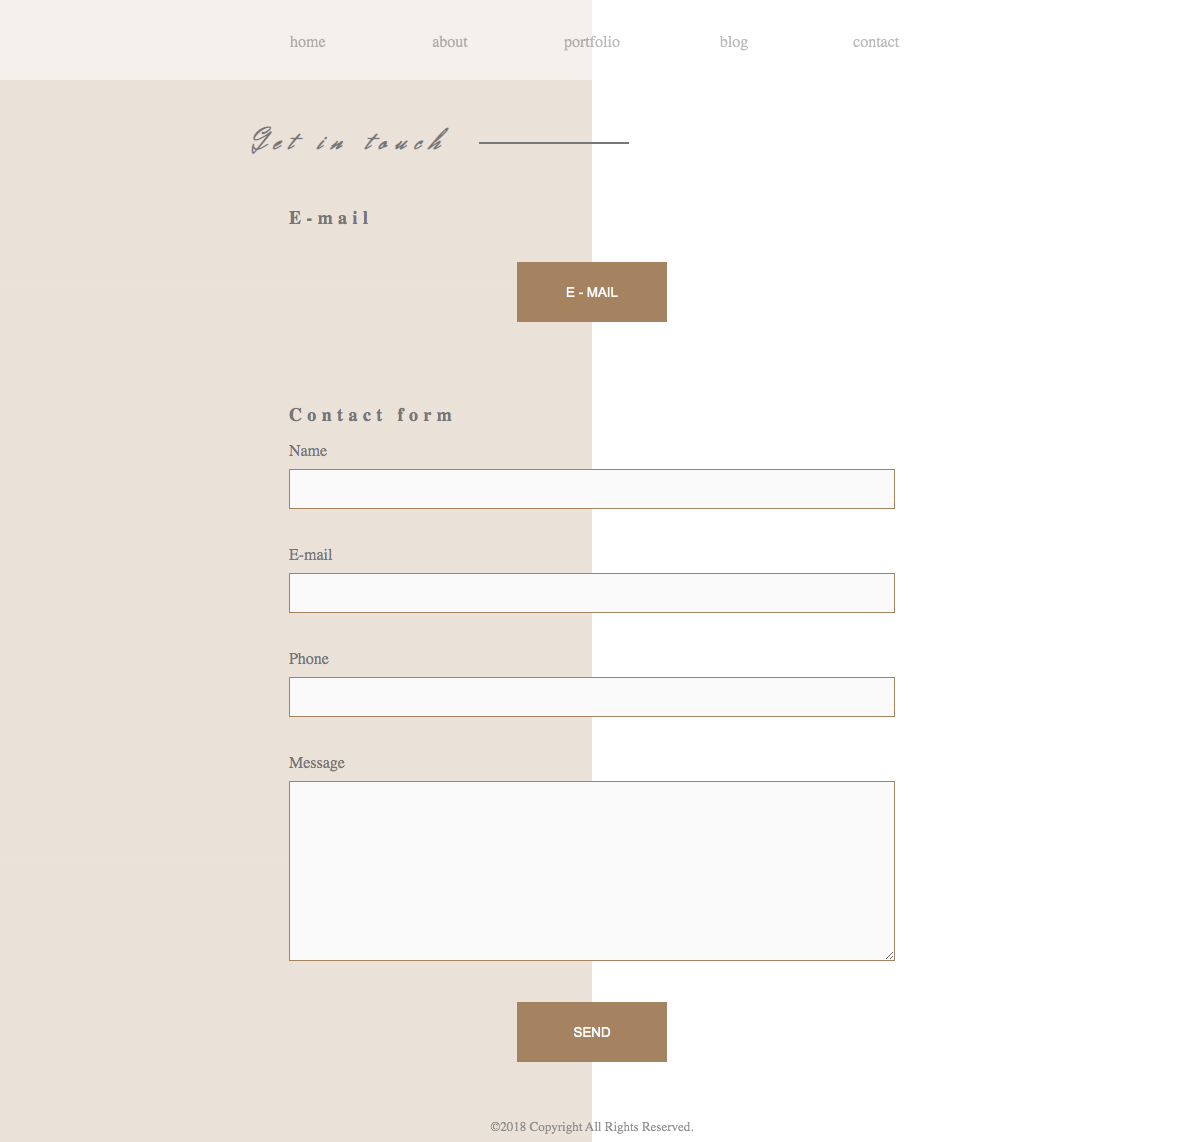 home about portfolio blog contact
Get in touch
E-mail
E - MAIL
Contact form
Name
E-mail
Phone
Message
SEND
©2018 Copyright All Rights Reserved.